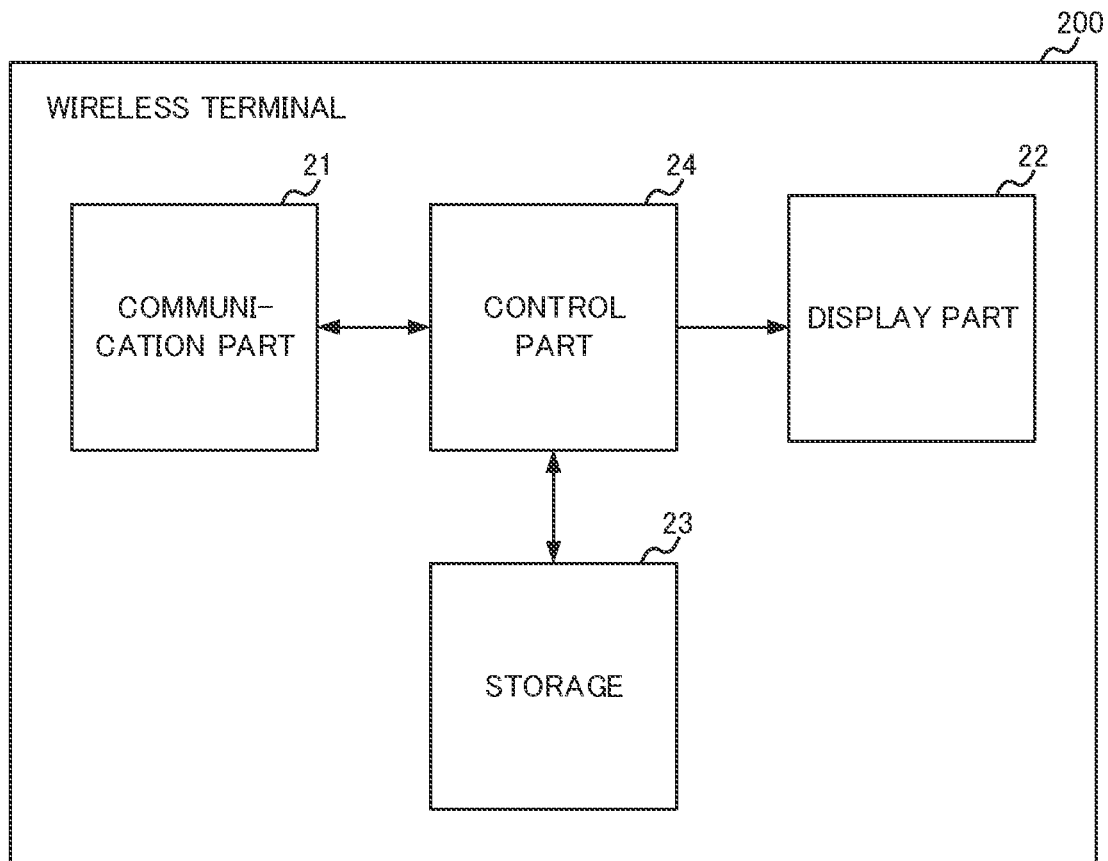 200
WIRELESS TERMINAL
21
24
22
COMMUNI-
CATION PART
CONTROL
PART
DISPLAY PART
23
STORAGE